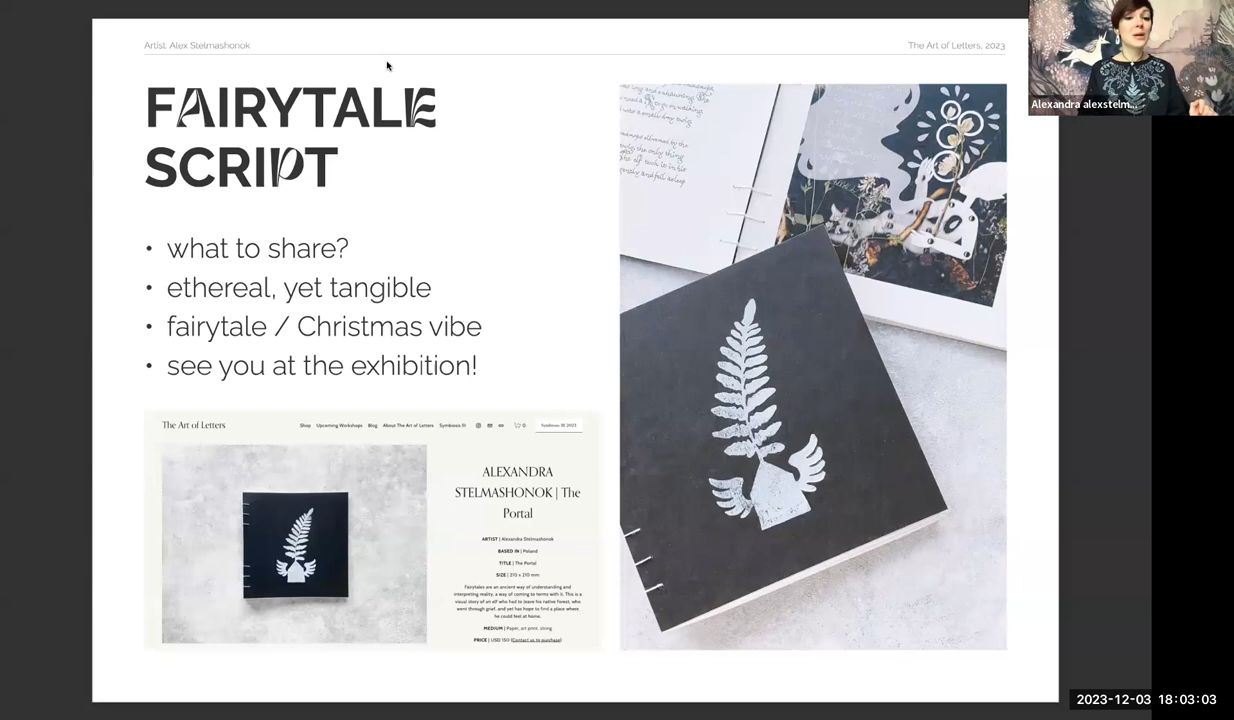 Artist: Alex Stelmashonok
The Art of Letters, 2023
Alexandra alexstelm...
FAIRYTALE
SCRIPT
• what to share?
• ethereal, yet tangible
• fairytale / Christmas vibe
• see you at the exhibition!
The Art of Letters
Shop Upcoming Workshops Blog About The Art of Letters Symbiosis III
0
Symbiosis III 2023
ALEXANDRA
STELMASHONOK | The
Portal
ARTIST | Alexandra Stelmashonok
BASED IN | Poland
TITLE | The Portal
SIZE | 210 x 210 mm
Fairytales are an ancient way of understanding and
interpreting reality, a way of coming to terms with it. This is a
visual story of an elf who had to leave his native forest, who
went through grief, and yet has hope to find a place where
he could feel at home.
MEDIUM | Paper, art print, string
PRICE | USD 150 (Contact us to purchase)
2023-12-03 18:03:03